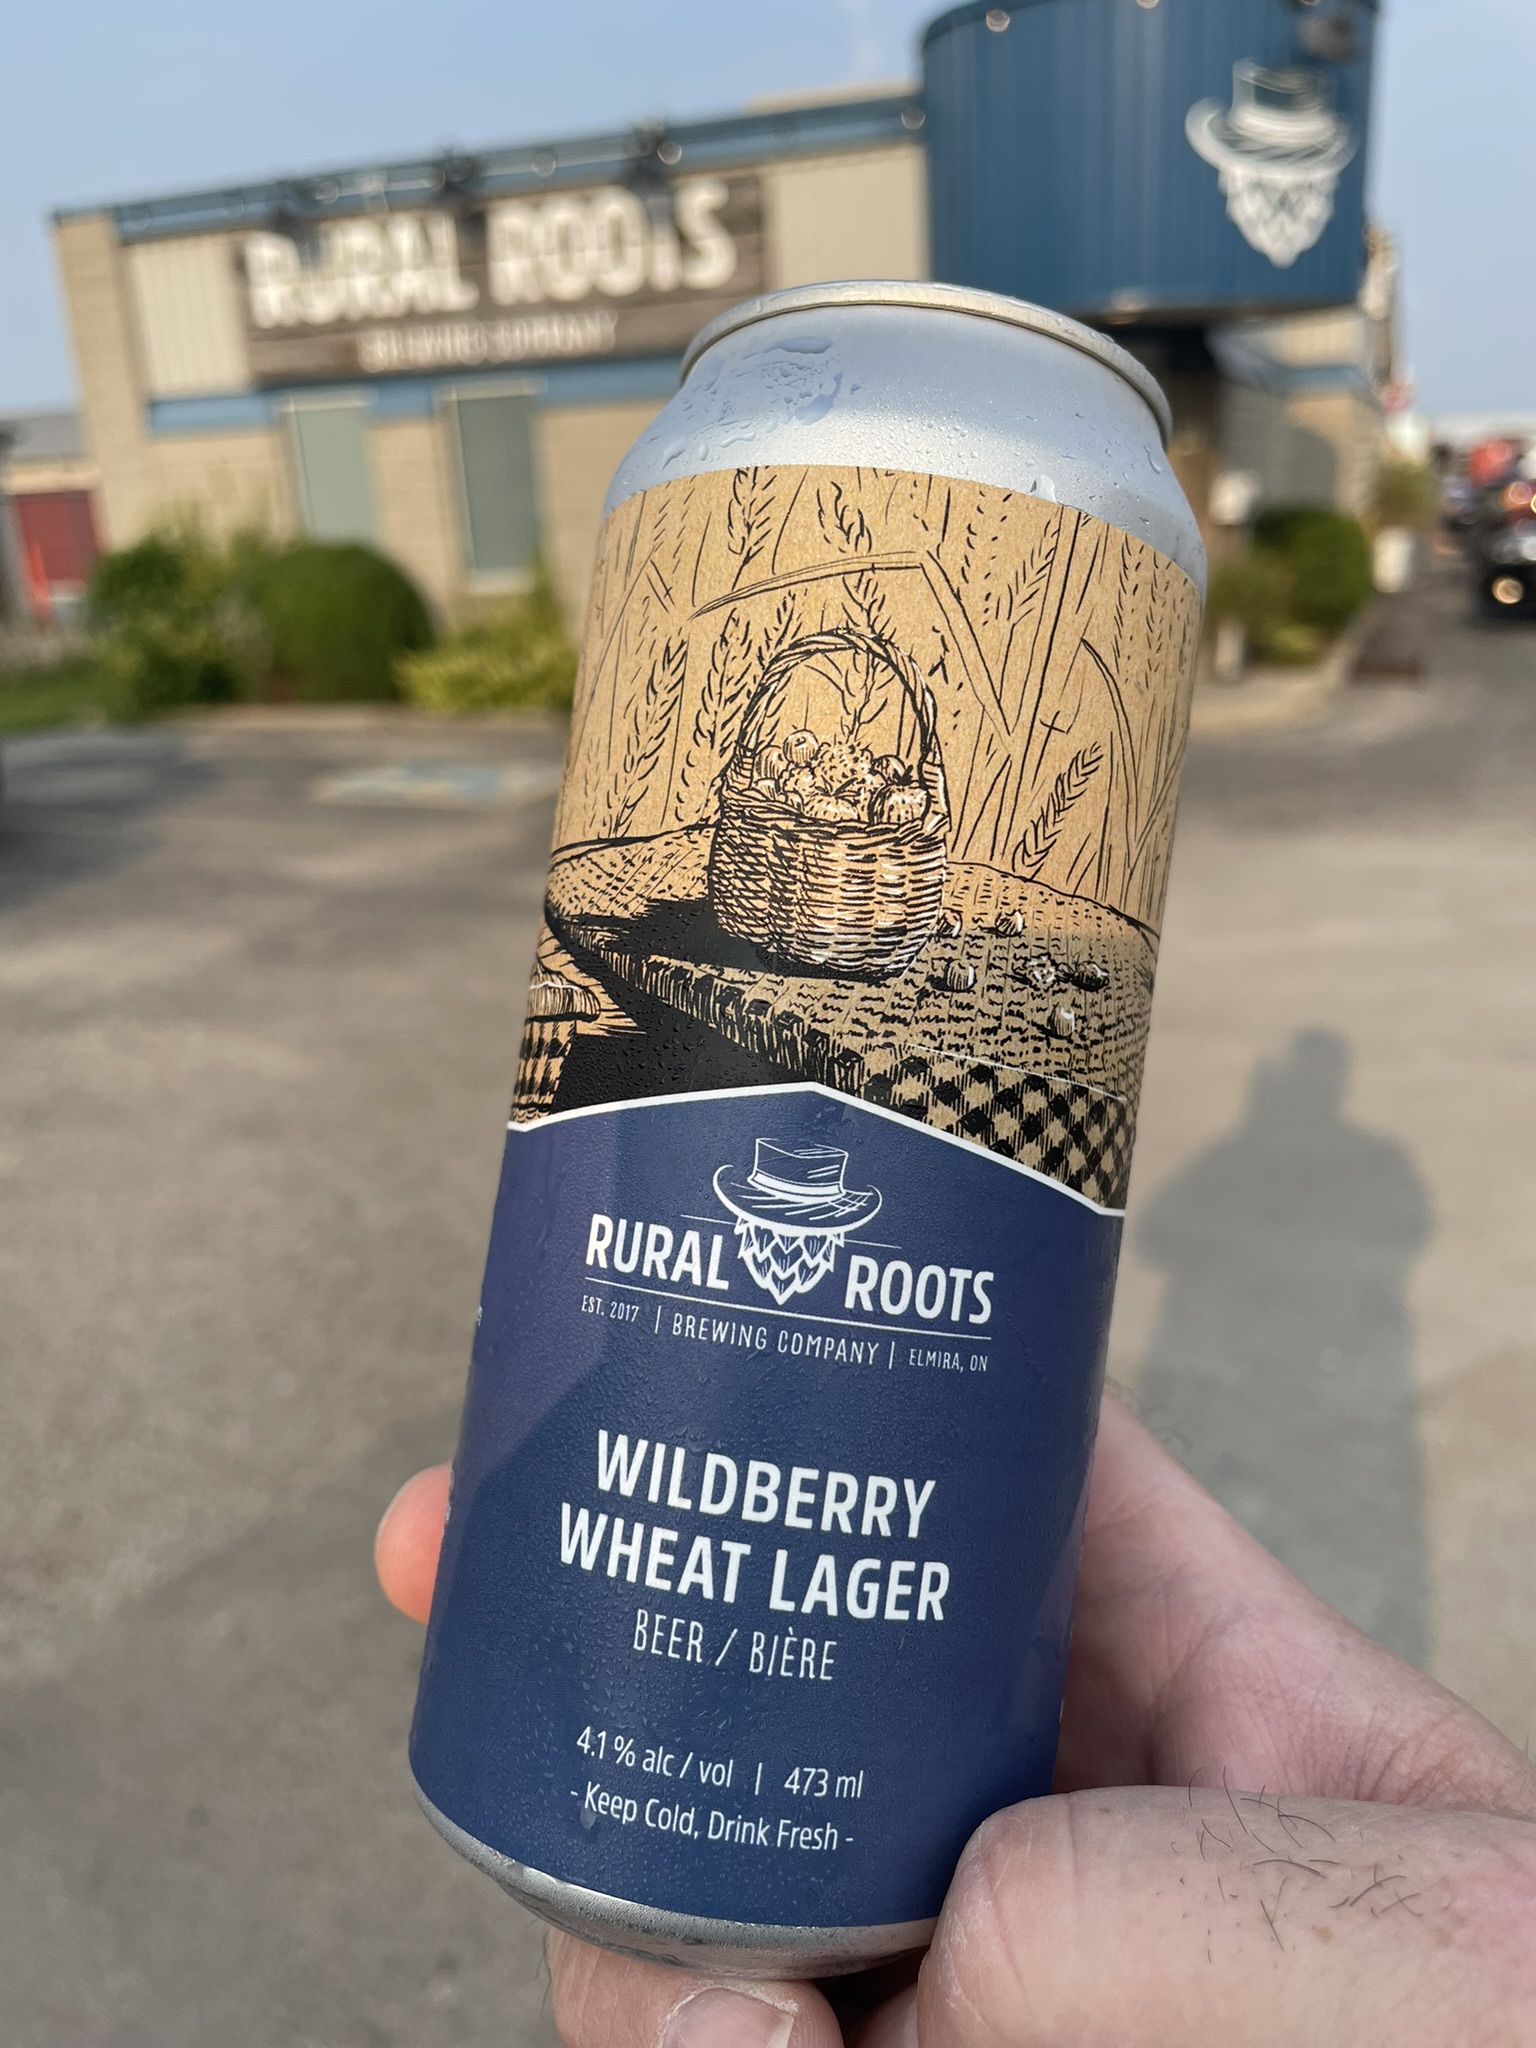 RURAL ROOTS
BREWING COMPANY
RURAL ROOTS
EST. 2017 | BREWING COMPANY | ELMIRA, ON
WILDBERRY
WHEAT LAGER
BEER / BIÈRE
4.1 % alc / vol | 473 ml
- Keep Cold, Drink Fresh -